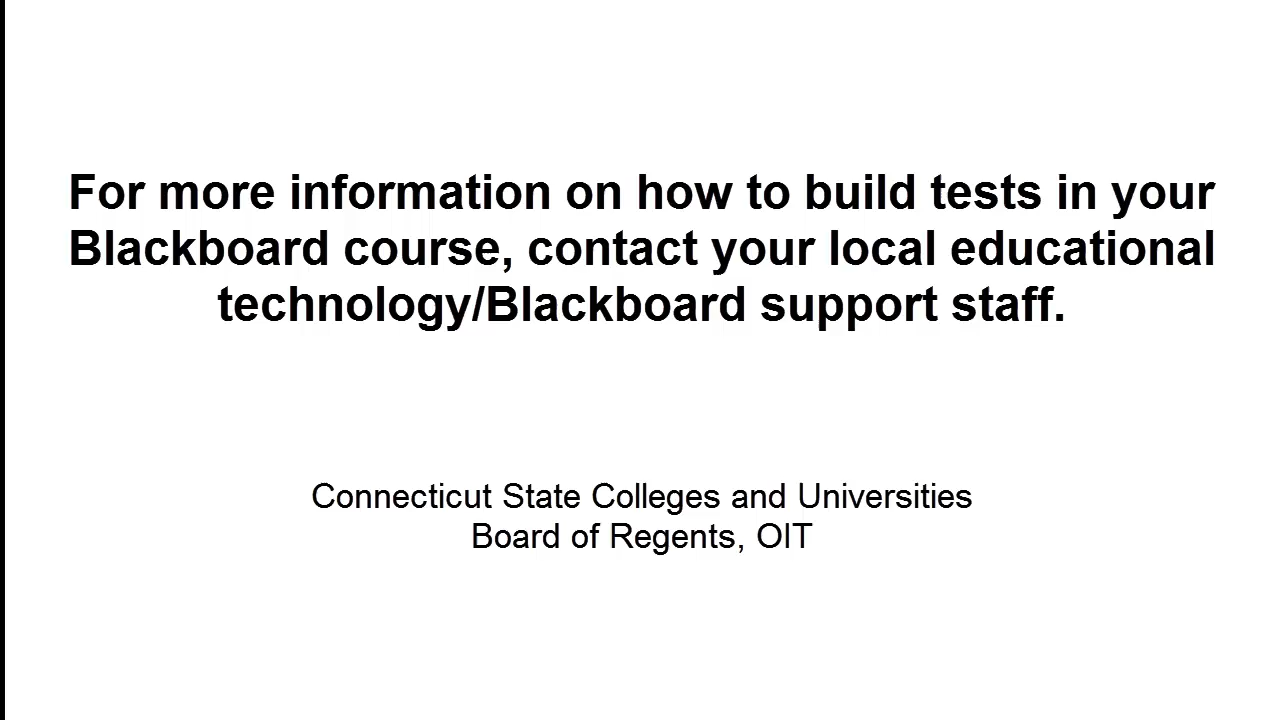 For more information on how to build tests in your
Blackboard course, contact your local educational
technology/Blackboard support staff.
Connecticut State Colleges and Universities
Board of Regents, OIT